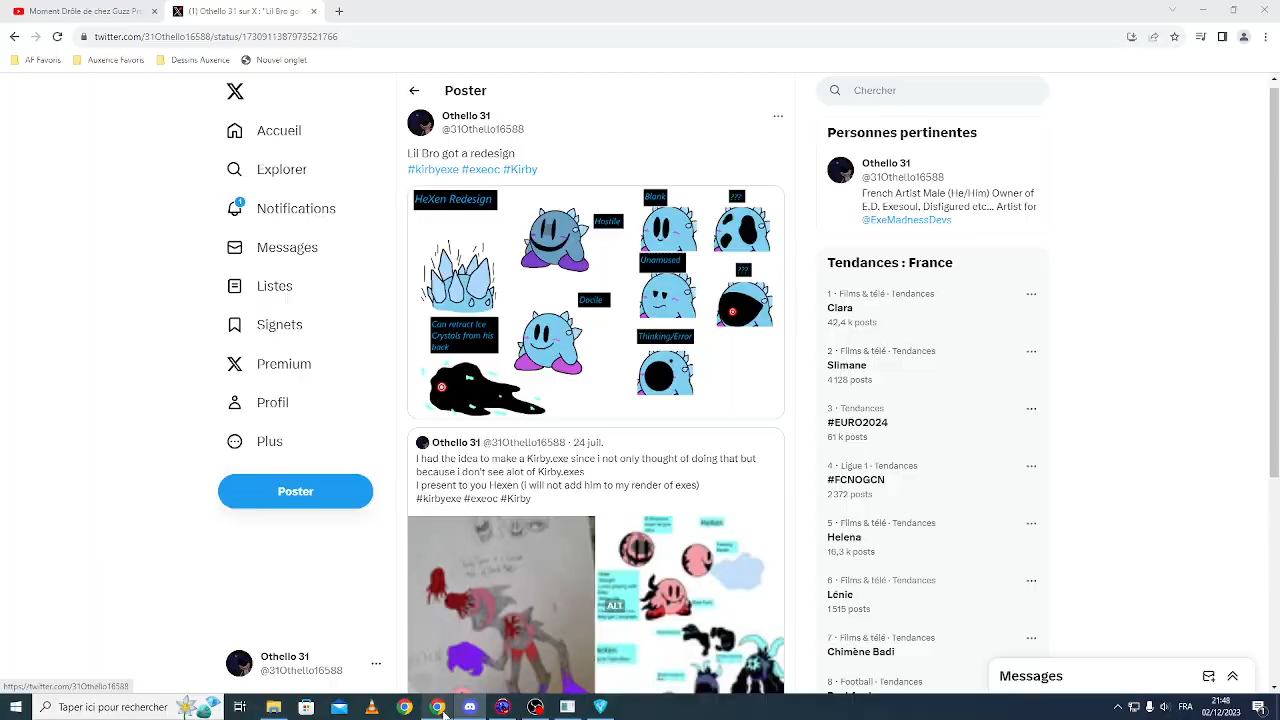 Moment Drôle de chez Guzz Pr
(1) Othello 31 sur X : "Lil Bro go
twitter.com/31Othello16588/status/1730911387973521766
AF Favoris
Auxence Favoris
Dessins Auxence
Nouvel onglet
Accueil
Explorer
1
Notifications
Messages
Listes
Signets
Premium
Profil
Plus
Poster
Othello 31
@31Othello16588
https://twitter.com/31Othello16588
Poster
Othello 31
@31Othello16588
Lil Bro got a redesign
#kirbyexe #exeoc #Kirby
HeXen Redesign
Hostile
Blank
???
Unamused
???
Docile
Can retract Ice
Crystals from his
back
Thinking/Error
Othello 31 @31Othello16588 · 24 juil.
I had the idea to make a Kirby.exe since i not only thought of doing that but
because i don't see alot of Kirby.exes
I present to you Hexen (i will not add him to my render of exes)
#kirbyexe #exeoc #Kirby
ALT
Chercher
Personnes pertinentes
Othello 31
@31Othello16588
Trench Artist Male (He/Him) Owner of
E.D, Exesoul, Disfigured etc... Artist for
@ExeMadnessDevs
Tendances : France
1 · Films & télé · Tendances
Clara
42,4 k posts
2 · Films & télé · Tendances
Slimane
4 128 posts
3 · Tendances
#EURO2024
61 k posts
4 · Ligue 1 · Tendances
#FCNOGCN
2 372 posts
5 · Films & télé · Tendances
Helena
16,3 k posts
6 · Films & télé · Tendances
Lénie
1 515 posts
7 · Films & télé · Tendances
Chimène Badi
8 · Football · Tendances
Messages
Taper ici pour rechercher
FRA
21:48
02/12/2023